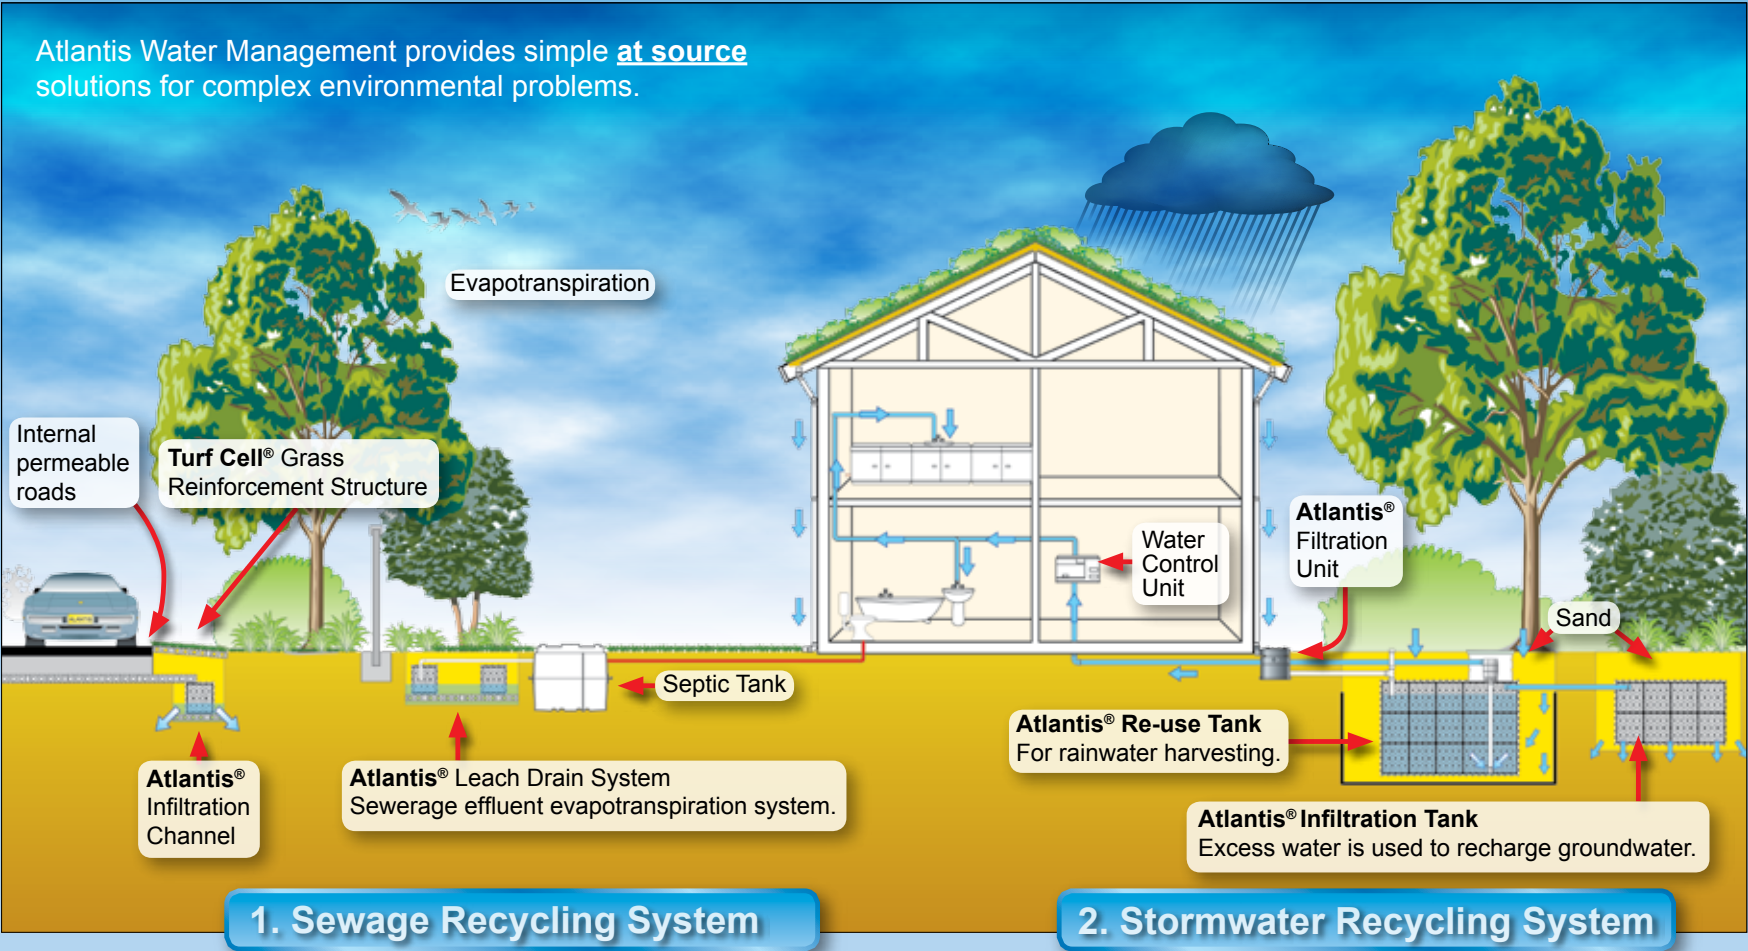 Atlantis Water Management provides simple at source
solutions for complex environmental problems.
Evapotranspiration
Internal
permeable
roads
Turf Cell® Grass
Reinforcement Structure
Water
Control
Unit
Atlantis®
Filtration
Unit
Sand
ATLANTIS
Septic Tank
Atlantis® Re-use Tank
For rainwater harvesting.
Atlantis®
Infiltration
Channel
Atlantis® Leach Drain System
Sewerage effluent evapotranspiration system.
Atlantis® Infiltration Tank
Excess water is used to recharge groundwater.
1. Sewage Recycling System
2. Stormwater Recycling System